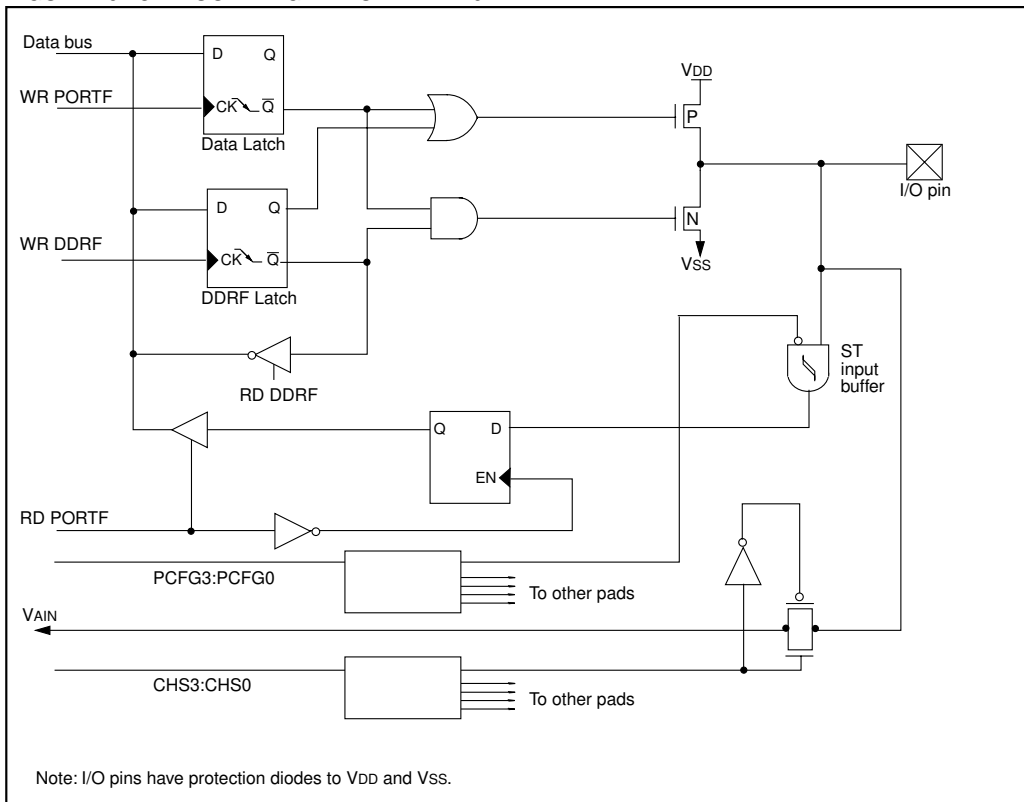 Data bus
D Q
WR PORTF
CK Q
Data Latch
VDD
P
I/O pin
D Q
N
WR DDRF
CK Q
VSS
DDRF Latch
ST
input
buffer
RD DDRF
Q D
EN
RD PORTF
PCFG3:PCFG0
To other pads
VAIN
CHS3:CHS0
To other pads
Note: I/O pins have protection diodes to VDD and VSS.